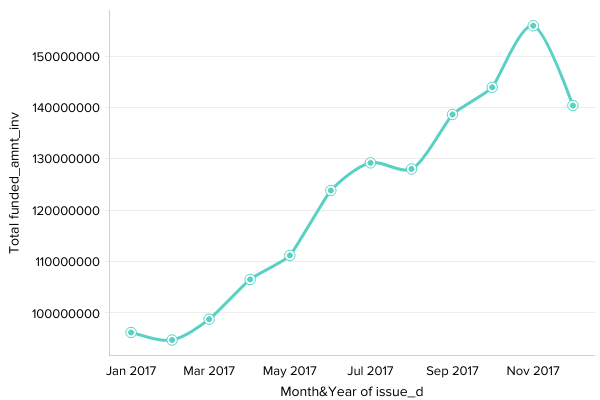 Total funded_amnt_inv
150000000
140000000
130000000
120000000
110000000
100000000
Jan 2017 Mar 2017 May 2017 Jul 2017 Sep 2017 Nov 2017
Month&Year of issue_d